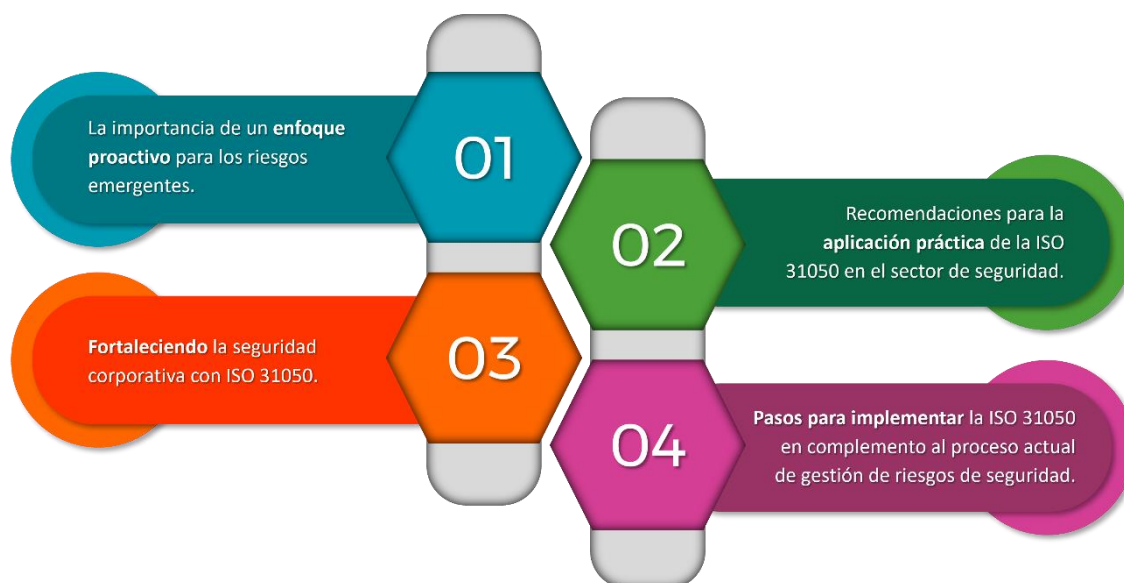 01
La importancia de un enfoque
proactivo para los riesgos
emergentes.
02
Recomendaciones para la
aplicación práctica de la ISO
31050 en el sector de seguridad.
03
Fortaleciendo la seguridad
corporativa con ISO 31050.
04
Pasos para implementar la ISO 31050
en complemento al proceso actual
de gestión de riesgos de seguridad.